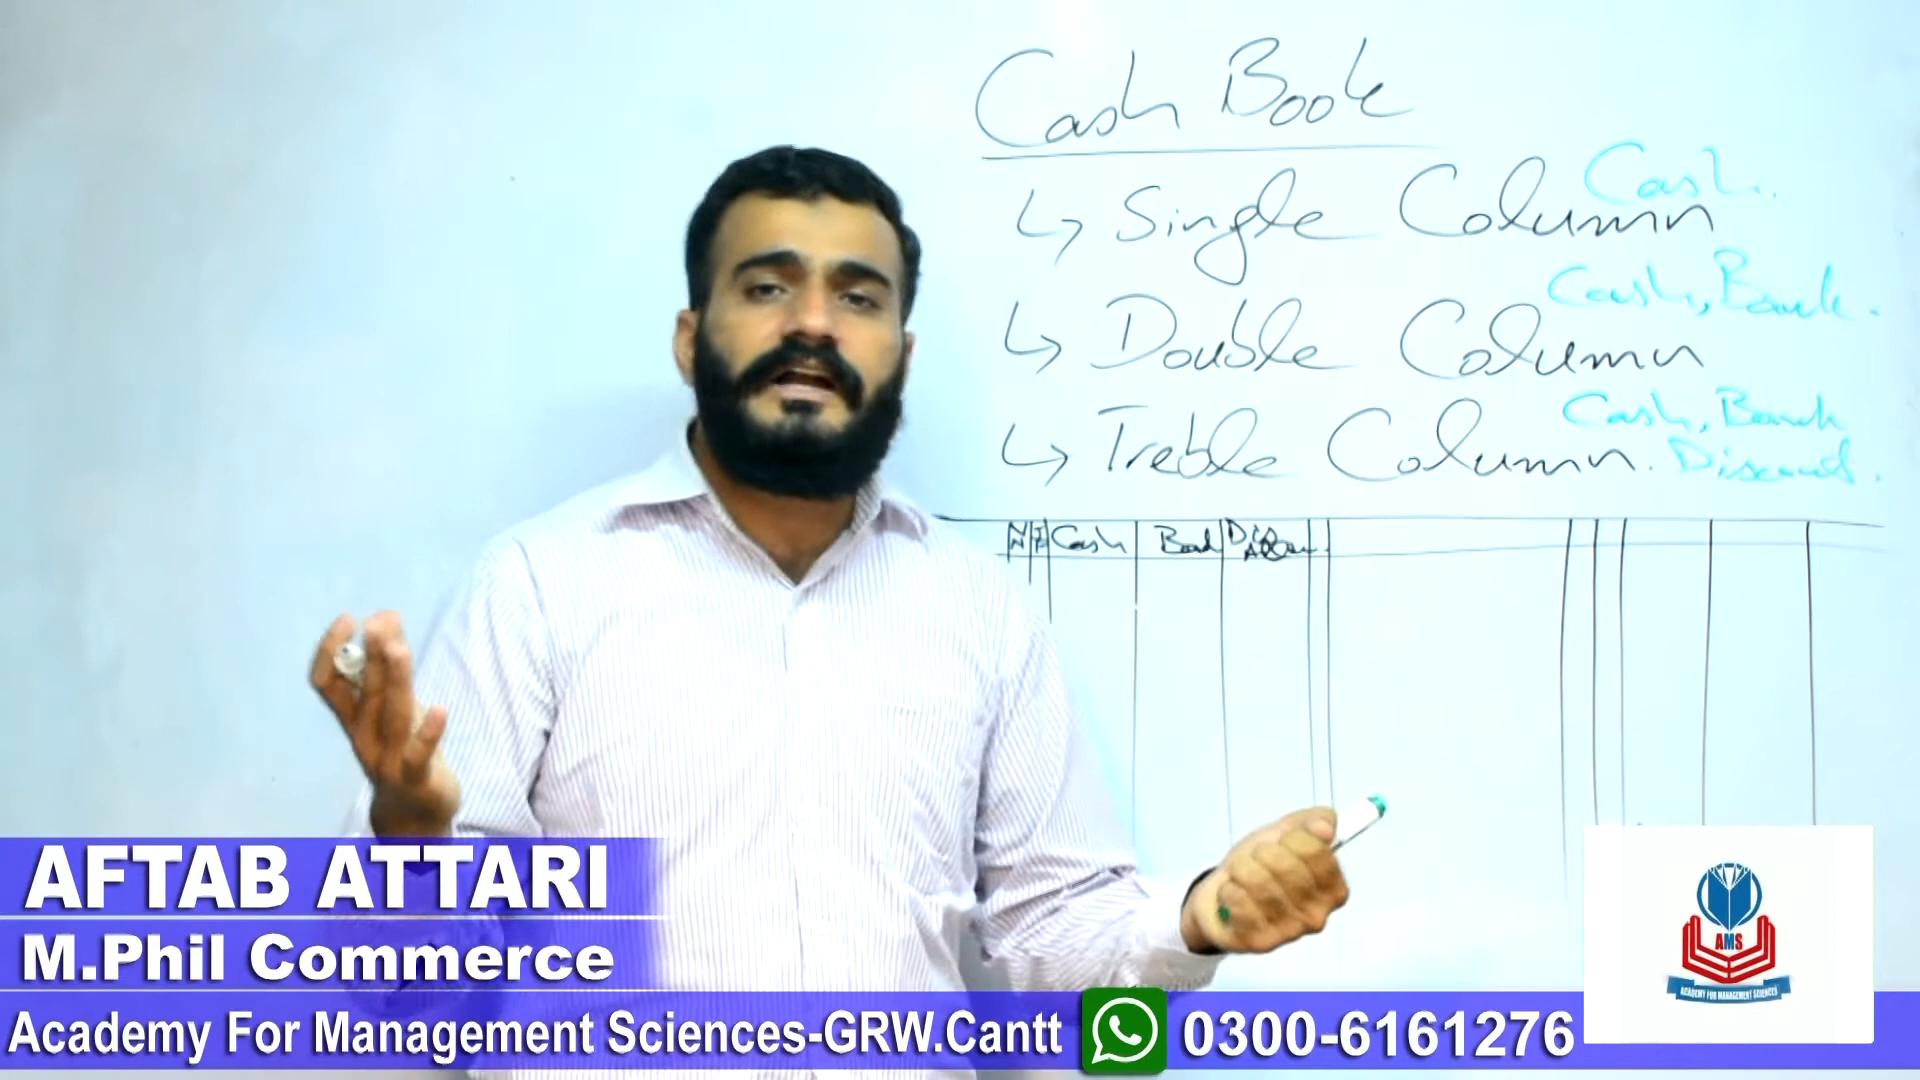 Cash Book
↳ Single Column
Cash.
↳ Double Column
Cash, Bank.
↳ Treble Column.
Cash, Bank
Discount.
Cash
AFTAB ATTARI
M.Phil Commerce
Academy For Management Sciences-GRW.Cantt
0300-6161276
AMS
ACADEMY FOR MANAGEMENT SCIENCES